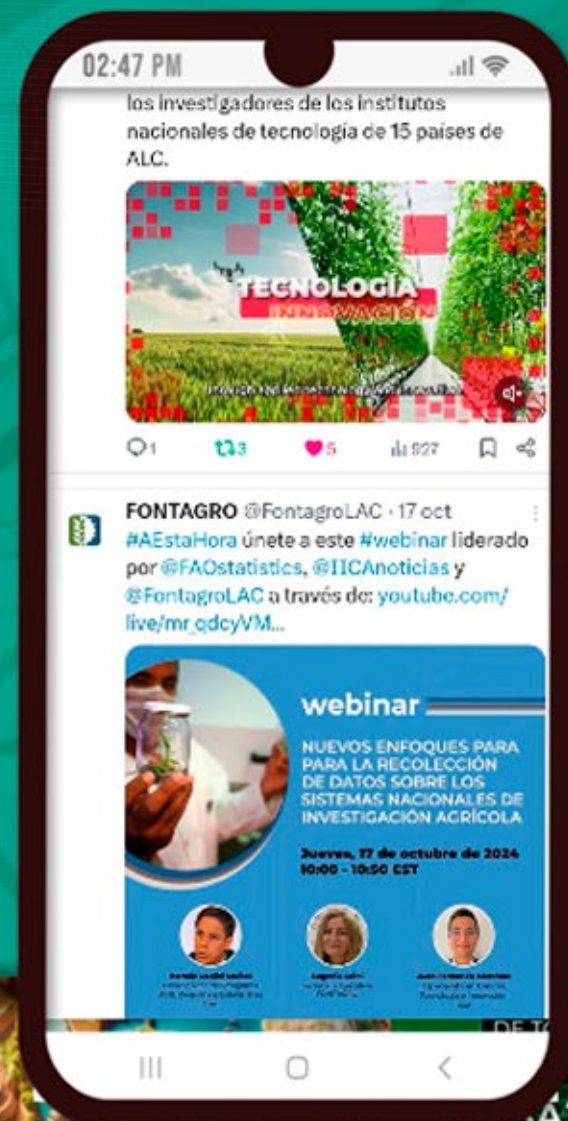 02:47 PM
los investigadores de los institutos
nacionales de tecnología de 15 países de
ALC.
TECNOLOGÍA
INNOVACIÓN
1
3
5
927
FONTAGRO @FontagroLAC · 17 oct
#AEstaHora únete a este #webinar liderado
por @FAOstatistics, @IICAnoticias y
@FontagroLAC a través de: youtube.com/
live/mr_qdcyVM...
webinar
NUEVOS ENFOQUES PARA
PARA LA RECOLECCIÓN
DE DATOS SOBRE LOS
SISTEMAS NACIONALES DE
INVESTIGACIÓN AGRÍCOLA
Jueves, 17 de octubre de 2024
10:00 - 10:50 EST